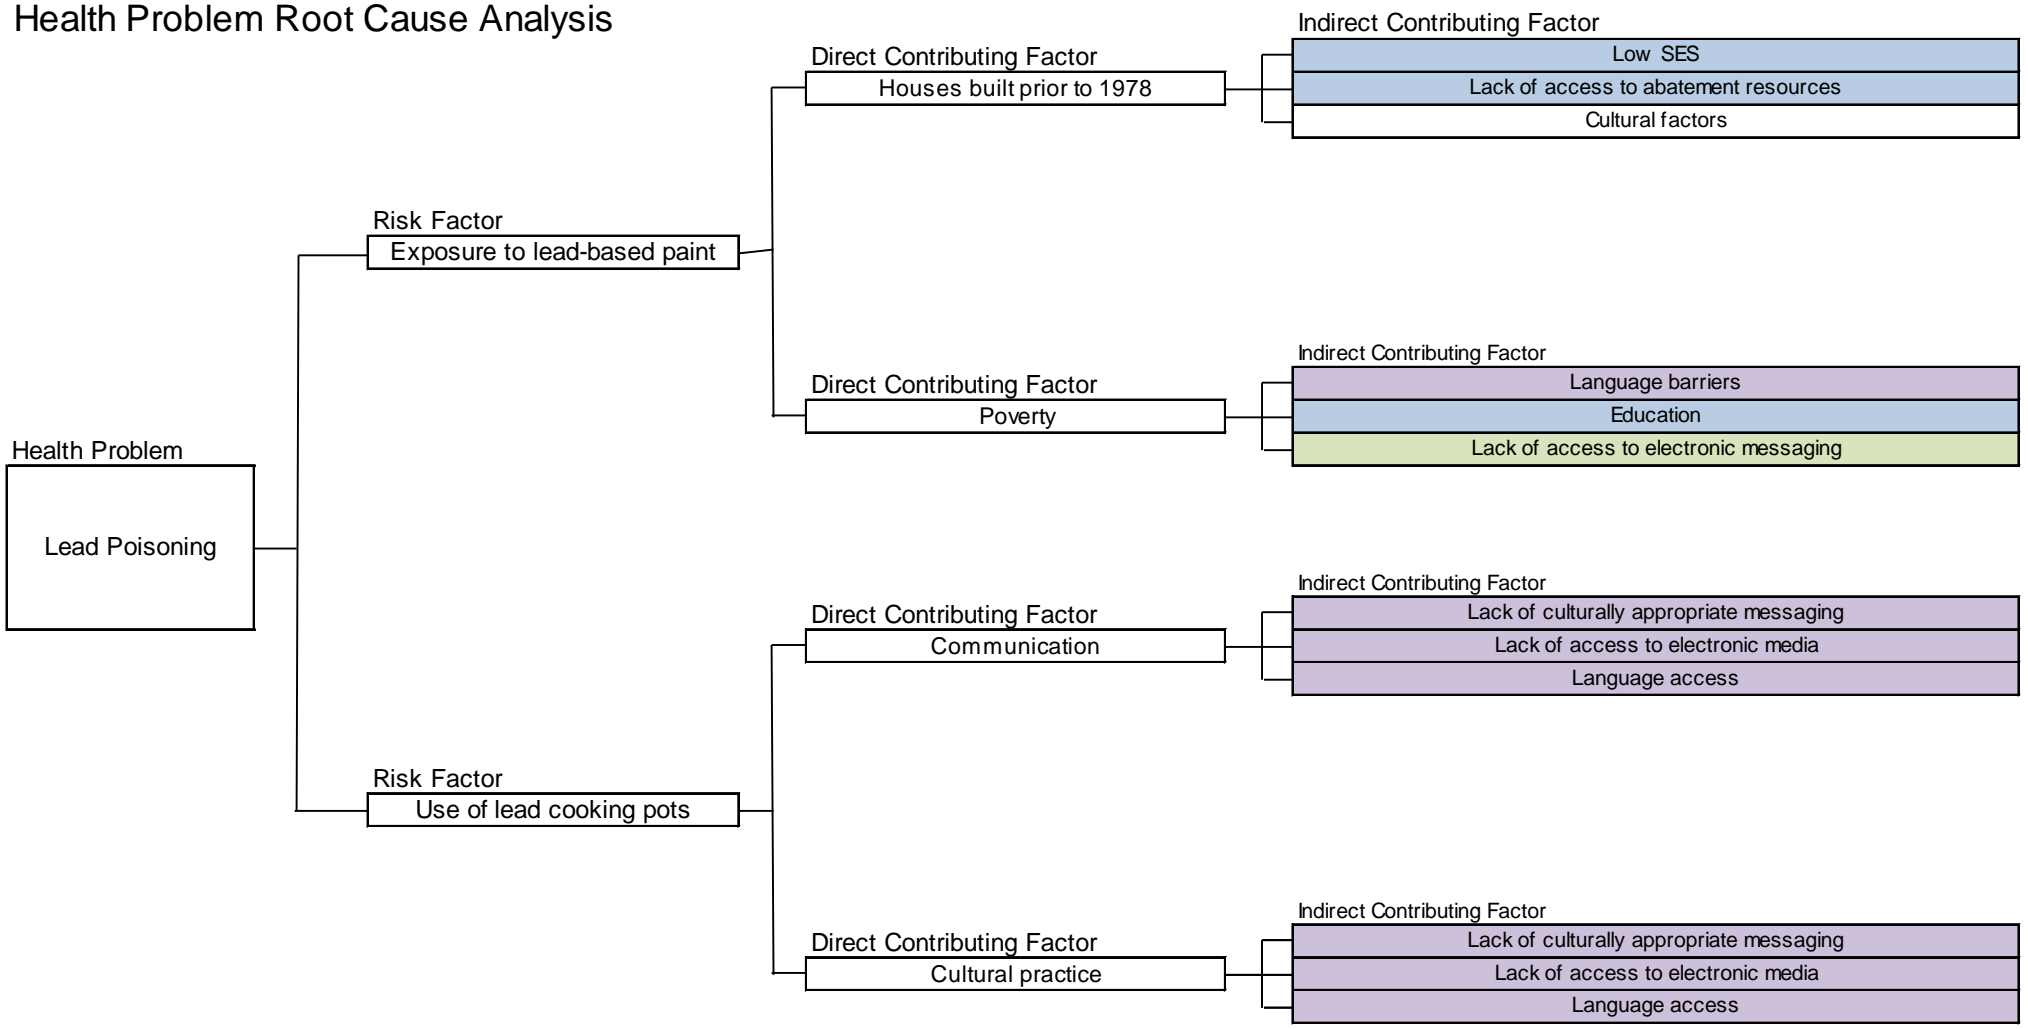 Health Problem Root Cause Analysis
Indirect Contributing Factor
Direct Contributing Factor
Low SES
Houses built prior to 1978
Lack of access to abatement resources
Cultural factors
Risk Factor
Exposure to lead-based paint
Indirect Contributing Factor
Direct Contributing Factor
Language barriers
Poverty
Education
Lack of access to electronic messaging
Health Problem
Lead Poisoning
Indirect Contributing Factor
Direct Contributing Factor
Lack of culturally appropriate messaging
Communication
Lack of access to electronic media
Language access
Risk Factor
Use of lead cooking pots
Indirect Contributing Factor
Direct Contributing Factor
Lack of culturally appropriate messaging
Cultural practice
Lack of access to electronic media
Language access